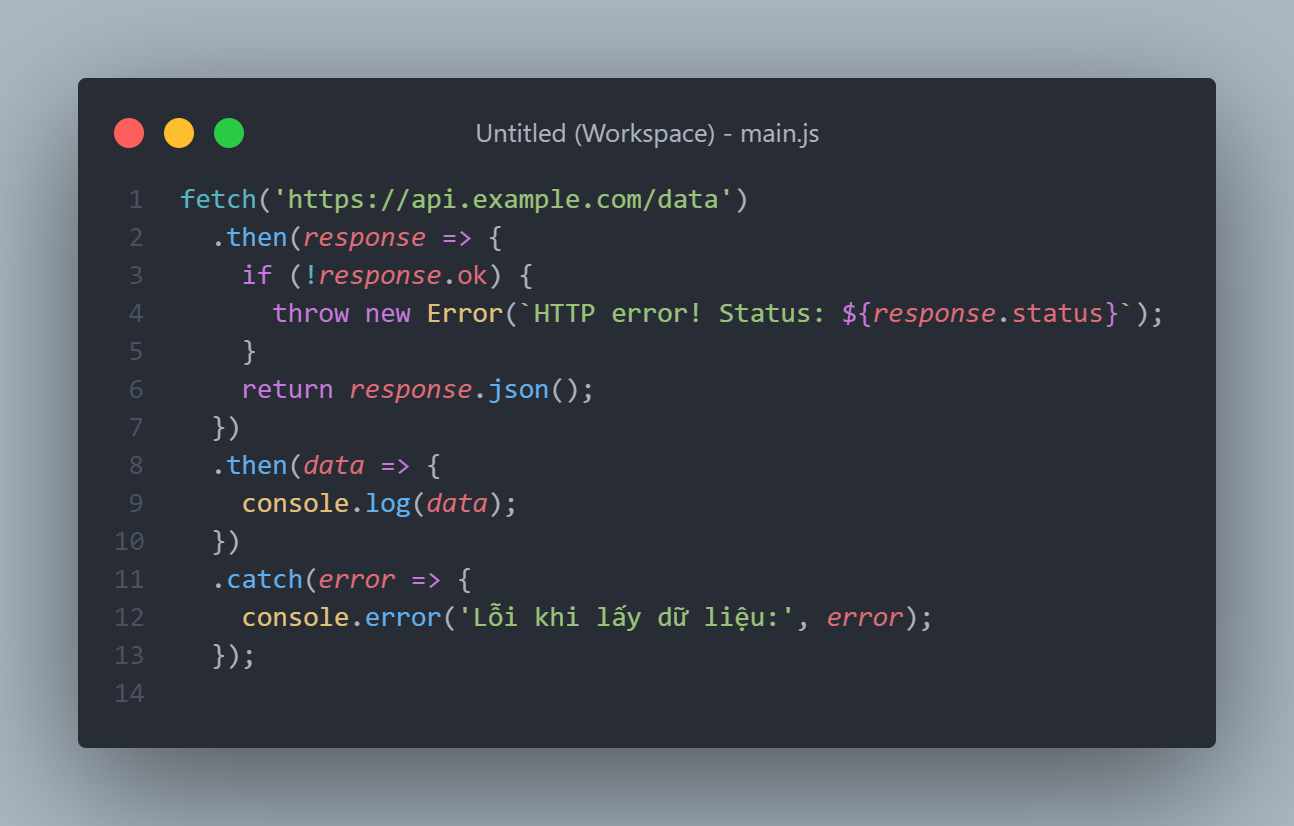 Untitled (Workspace) - main.js
1 fetch('https://api.example.com/data')
2   .then(response => {
3     if (!response.ok) {
4       throw new Error(`HTTP error! Status: ${response.status}`);
5     }
6     return response.json();
7   })
8   .then(data => {
9     console.log(data);
10   })
11   .catch(error => {
12     console.error('Lỗi khi lấy dữ liệu:', error);
13   });
14